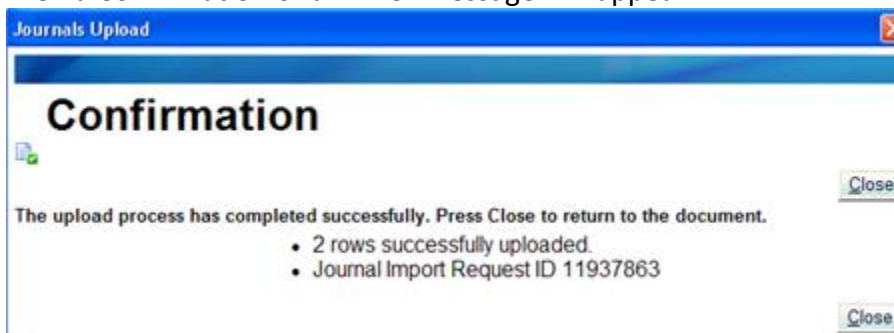 Journals Upload
Confirmation
Close
The upload process has completed successfully. Press Close to return to the document.
• 2 rows successfully uploaded.
• Journal Import Request ID 11937863
Close